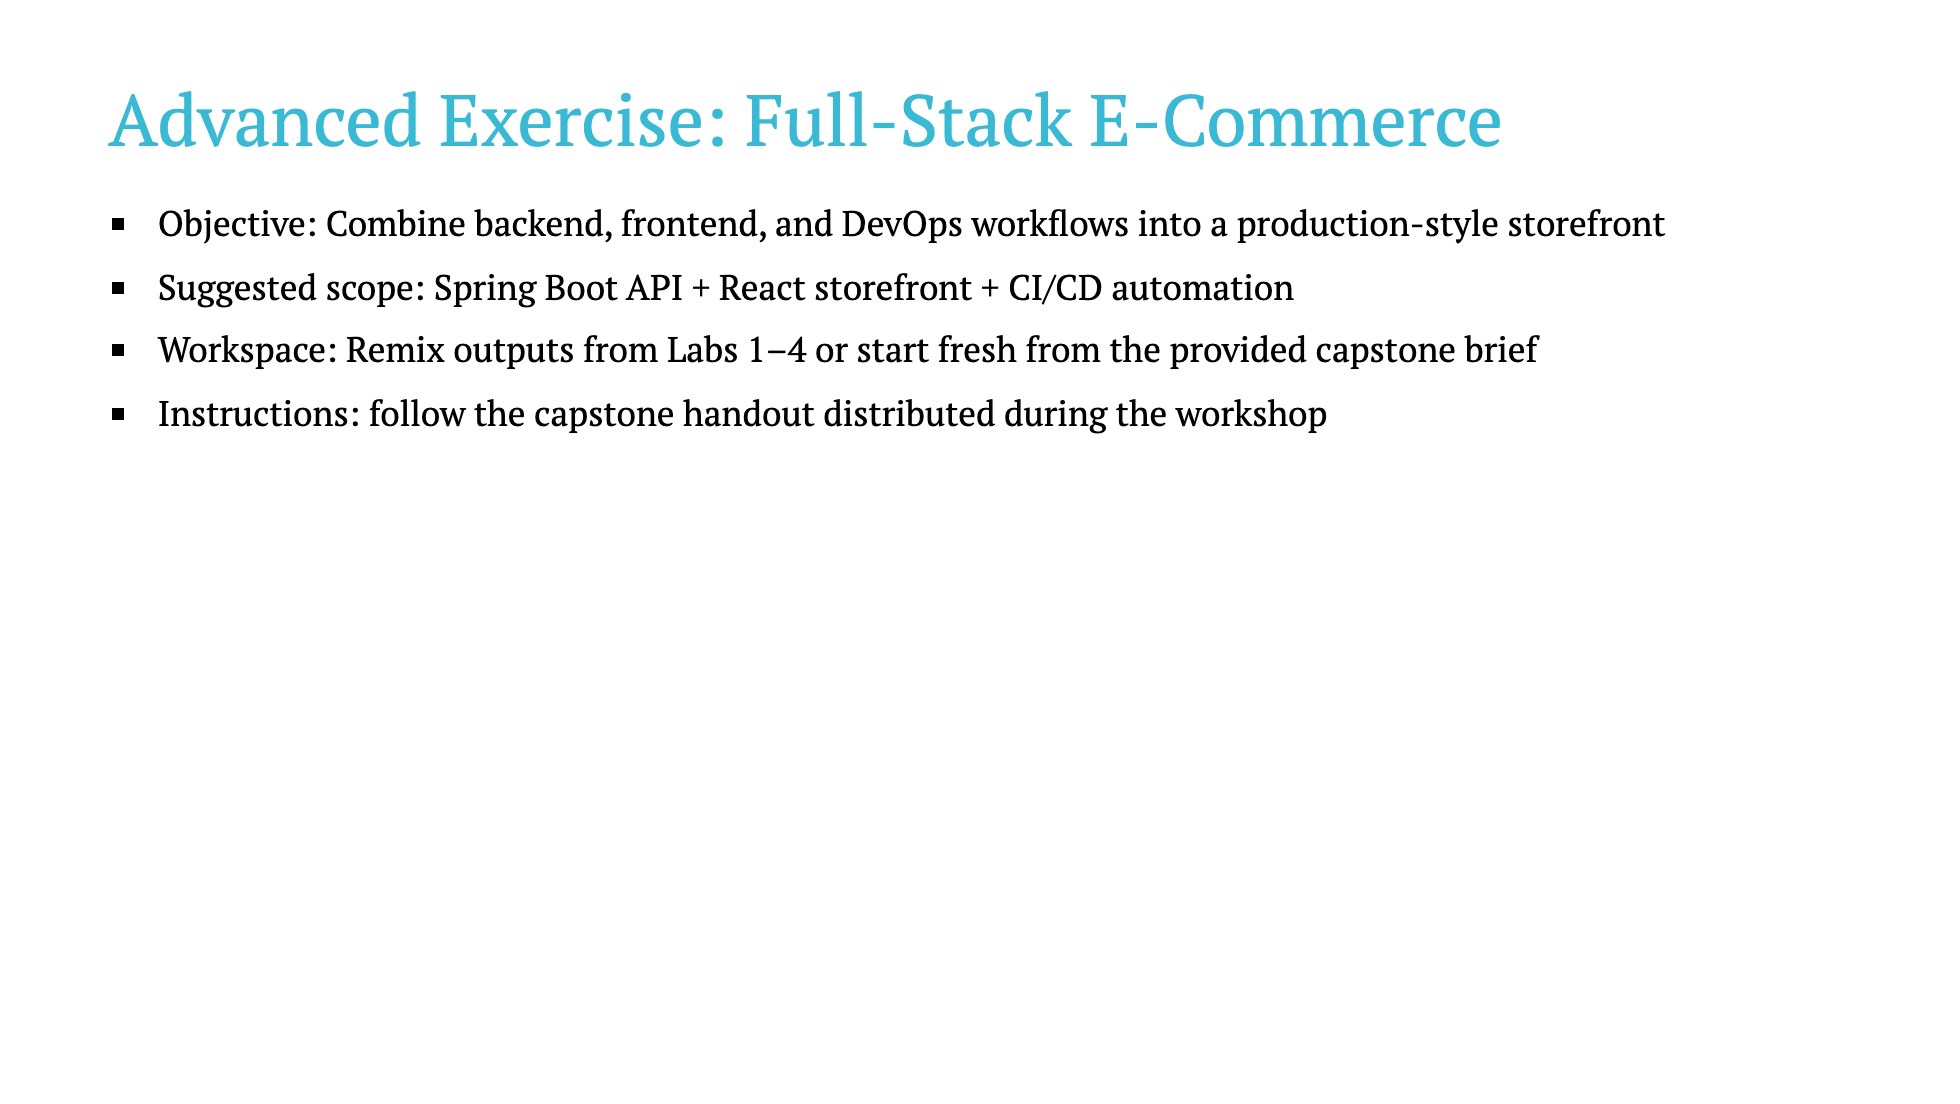 Advanced Exercise: Full-Stack E-Commerce
▪ Objective: Combine backend, frontend, and DevOps workflows into a production-style storefront
▪ Suggested scope: Spring Boot API + React storefront + CI/CD automation
▪ Workspace: Remix outputs from Labs 1–4 or start fresh from the provided capstone brief
▪ Instructions: follow the capstone handout distributed during the workshop